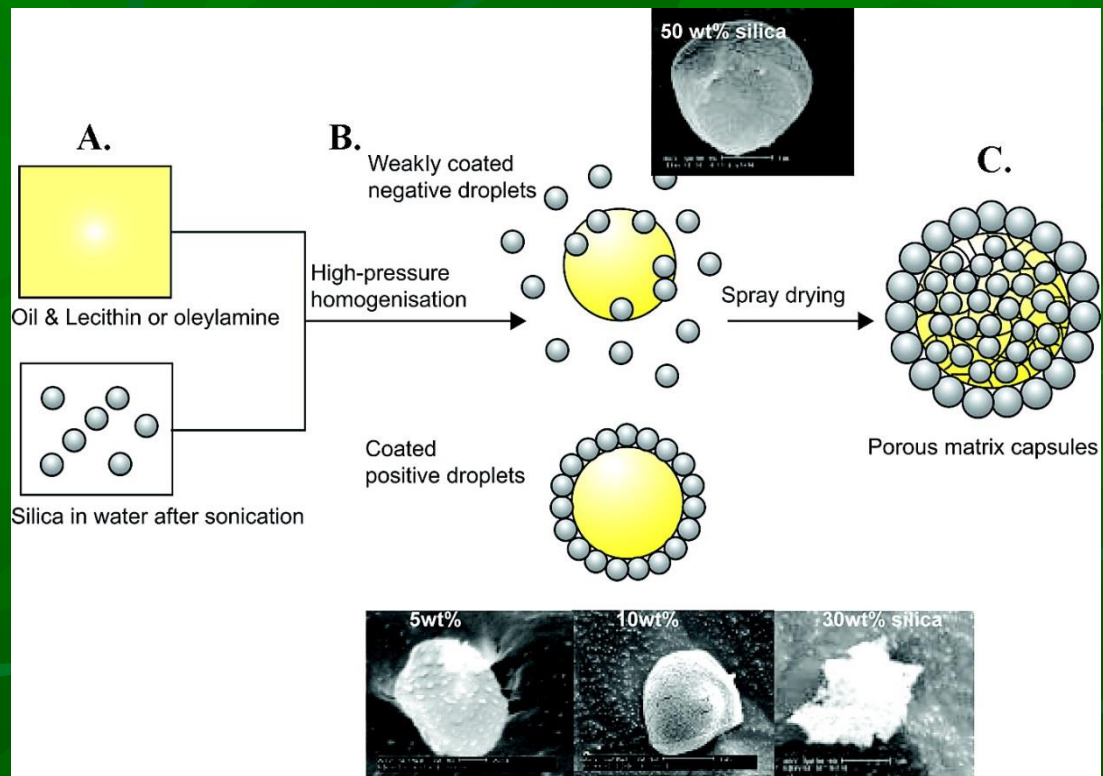 50 wt% silica
A.
B.
C.
Weakly coated
negative droplets
Oil & Lecithin or oleylamine
High-pressure
homogenisation
Spray drying
Coated
positive droplets
Porous matrix capsules
Silica in water after sonication
5wt%
10wt%
30wt% silica